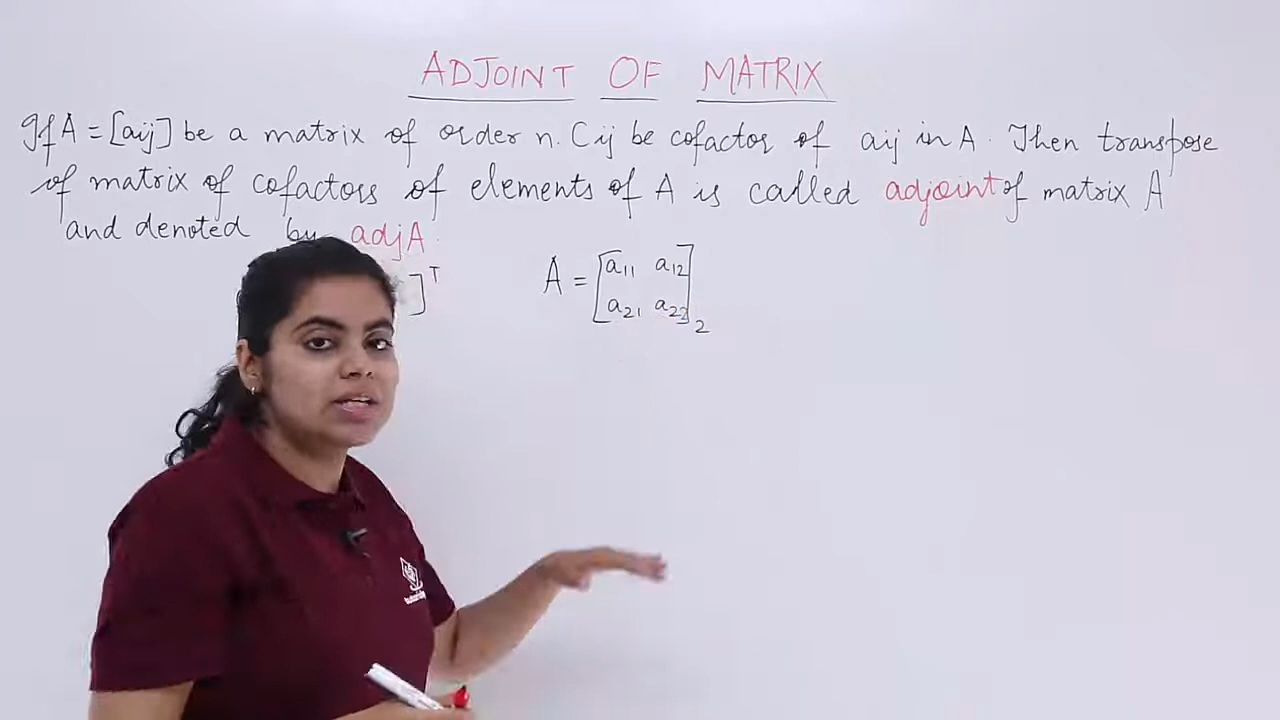 ADJOINT OF MATRIX
If A = [aij] be a matrix of order n. Cij be cofactor of aij in A. Then transpose
of matrix of cofactors of elements of A is called adjoint of matrix A
and denoted by adjA.
]ᵀ A = [a₁₁ a₁₂
a₂₁ a₂₂]₂